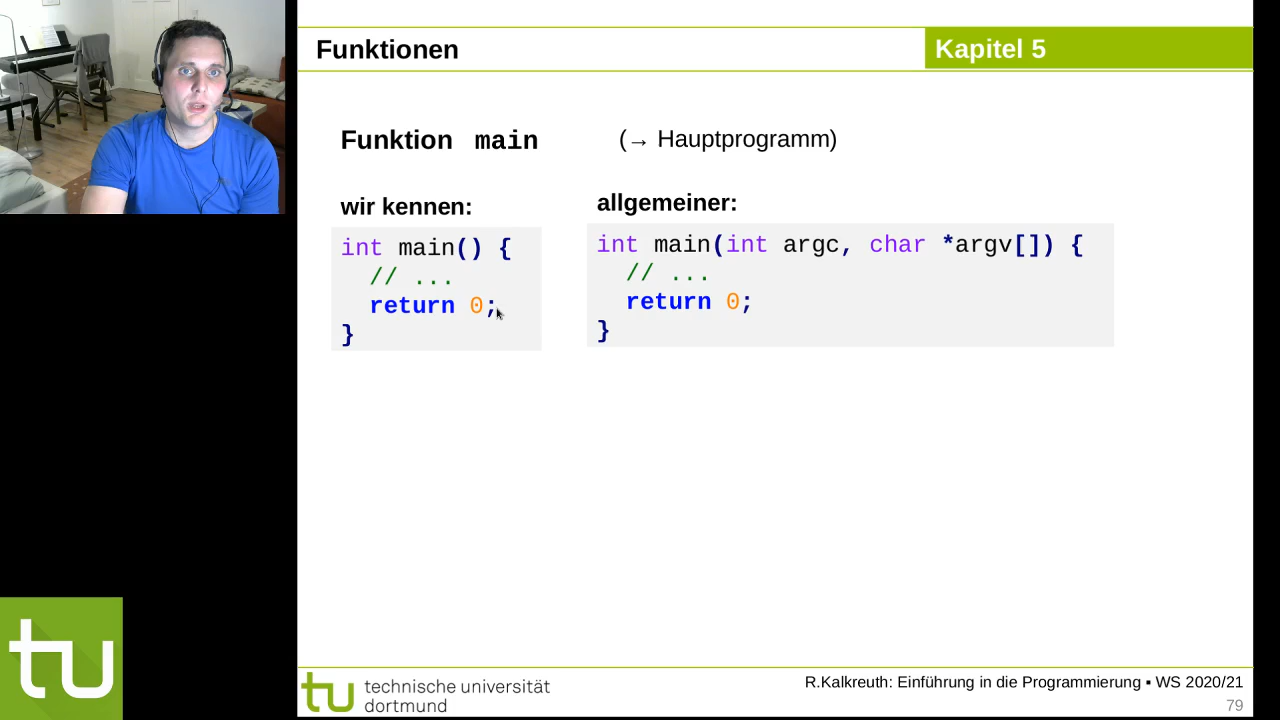 Funktionen
Kapitel 5
Funktion main (→ Hauptprogramm)
wir kennen:
int main() {
// ...
return 0;
}
allgemeiner:
int main(int argc, char *argv[]) {
// ...
return 0;
}
tu
tu technische universität
dortmund
R.Kalkreuth: Einführung in die Programmierung ▪ WS 2020/21
79